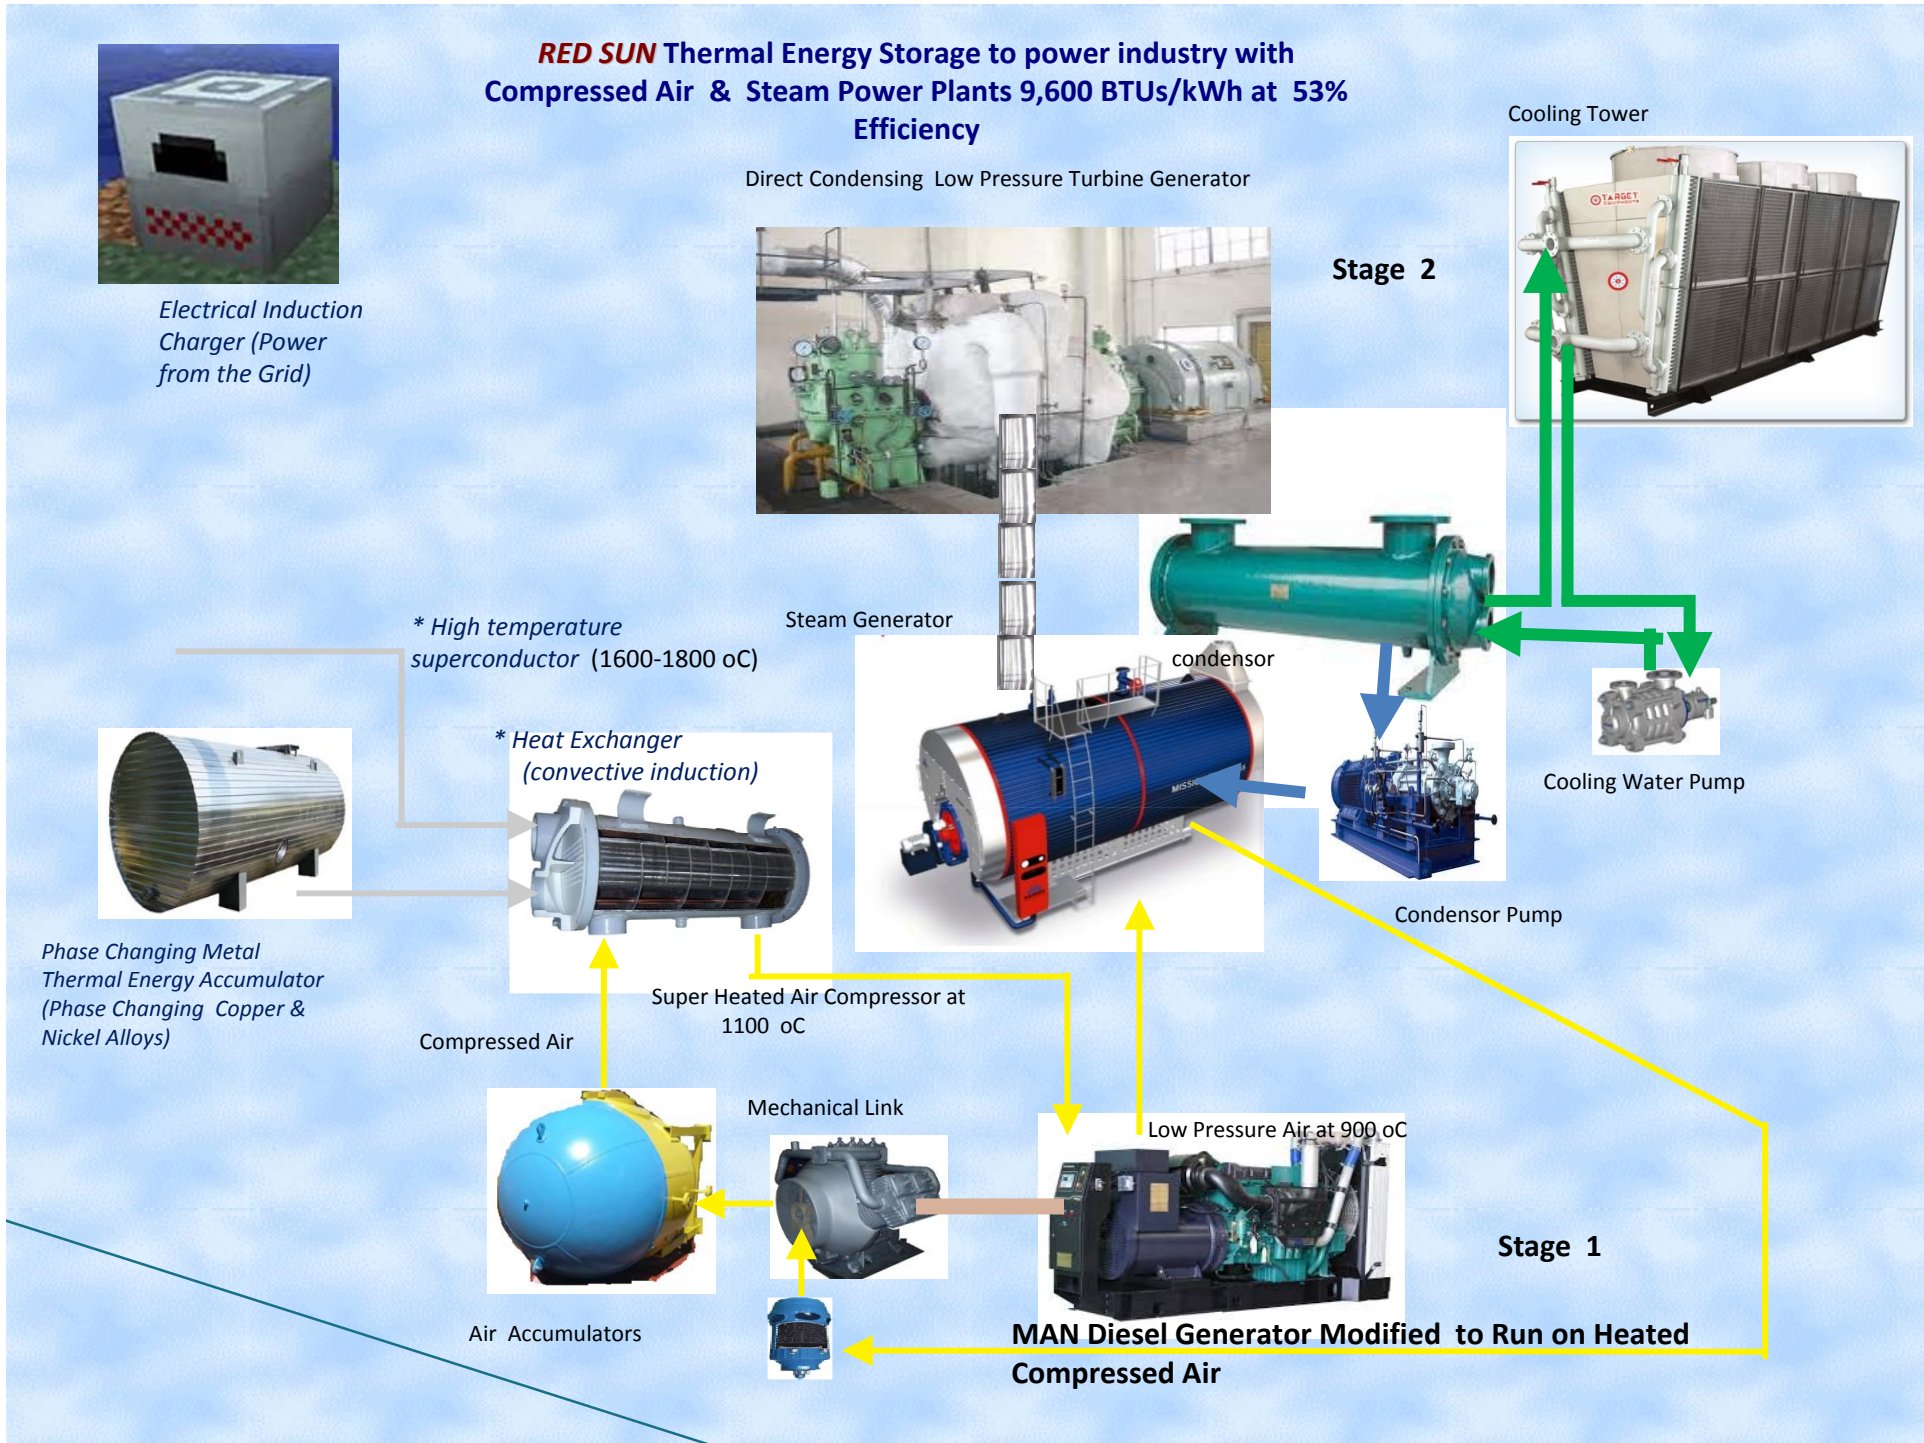 RED SUN Thermal Energy Storage to power industry with
Compressed Air & Steam Power Plants 9,600 BTUs/kWh at 53%
Efficiency
Cooling Tower
Direct Condensing Low Pressure Turbine Generator
TARGET
Stage 2
Electrical Induction
Charger (Power
from the Grid)
Steam Generator
* High temperature
superconductor (1600-1800 oC)
condensor
* Heat Exchanger
(convective induction)
MISSION
Cooling Water Pump
Condensor Pump
Phase Changing Metal
Thermal Energy Accumulator
(Phase Changing Copper &
Nickel Alloys)
Super Heated Air Compressor at
1100 oC
Compressed Air
Mechanical Link
Low Pressure Air at 900 oC
Stage 1
Air Accumulators
MAN Diesel Generator Modified to Run on Heated
Compressed Air